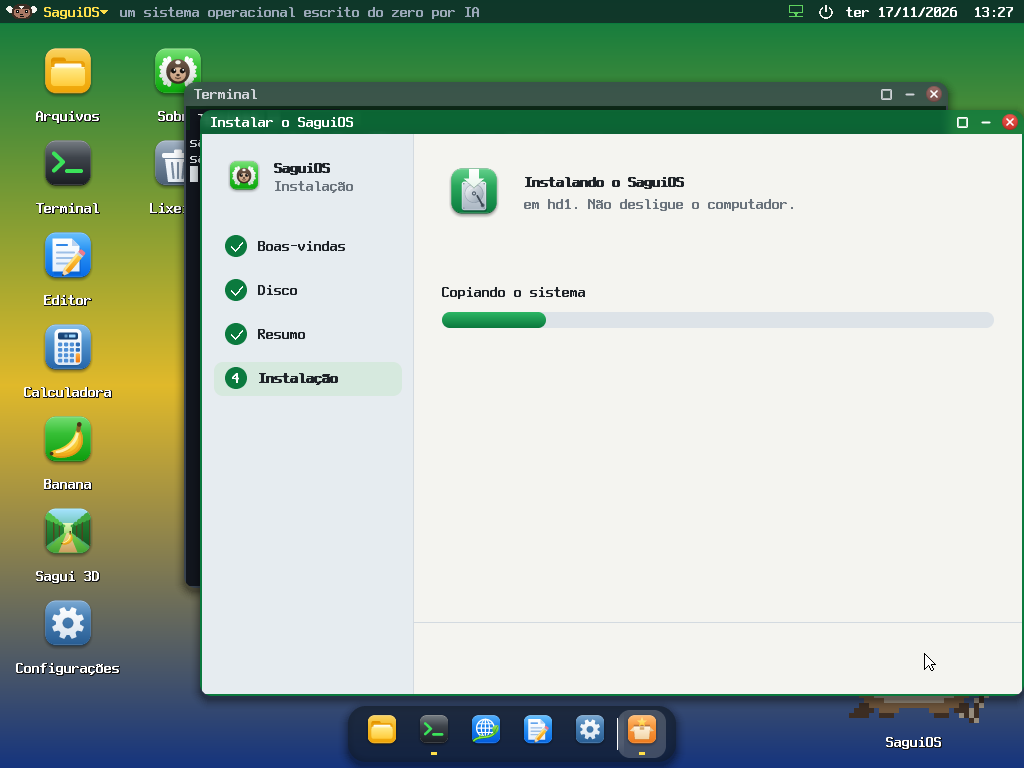 SaguiOS um sistema operacional escrito do zero por IA
ter 17/11/2026 13:27
Arquivos
Terminal
Editor
Calculadora
Banana
Sagui 3D
Configurações
Terminal
Instalar o SaguiOS
SaguiOS
Instalação
Boas-vindas
Disco
Resumo
4 Instalação
Instalando o SaguiOS
em hd1. Não desligue o computador.
Copiando o sistema
SaguiOS